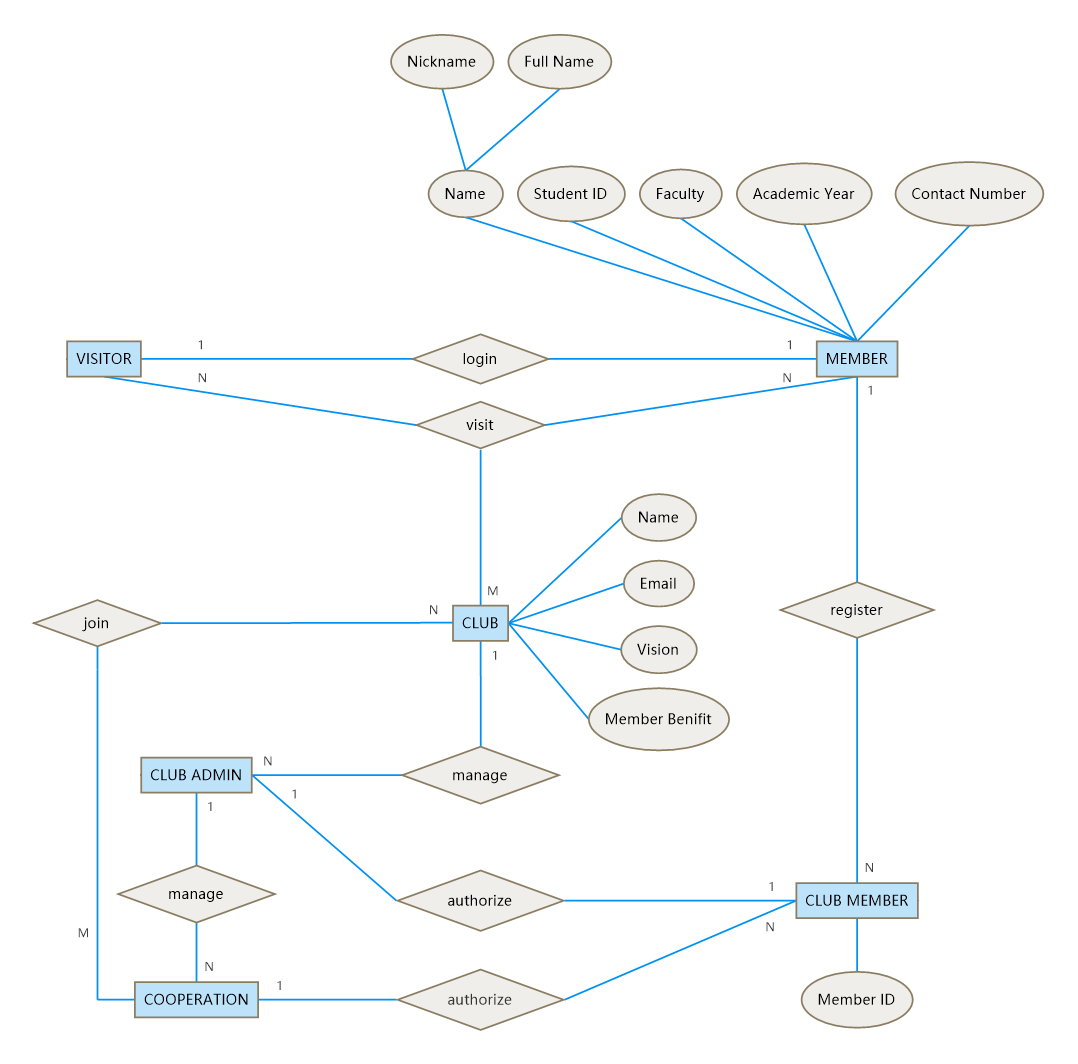 Nickname
Full Name
Name
Student ID
Faculty
Academic Year
Contact Number
VISITOR
1
login
1
MEMBER
N
visit
N
1
Name
Email
Vision
Member Benifit
M
join
N
CLUB
1
register
CLUB ADMIN
N
manage
1
1
manage
authorize
1
N
CLUB MEMBER
N
M
N
COOPERATION
1
authorize
Member ID